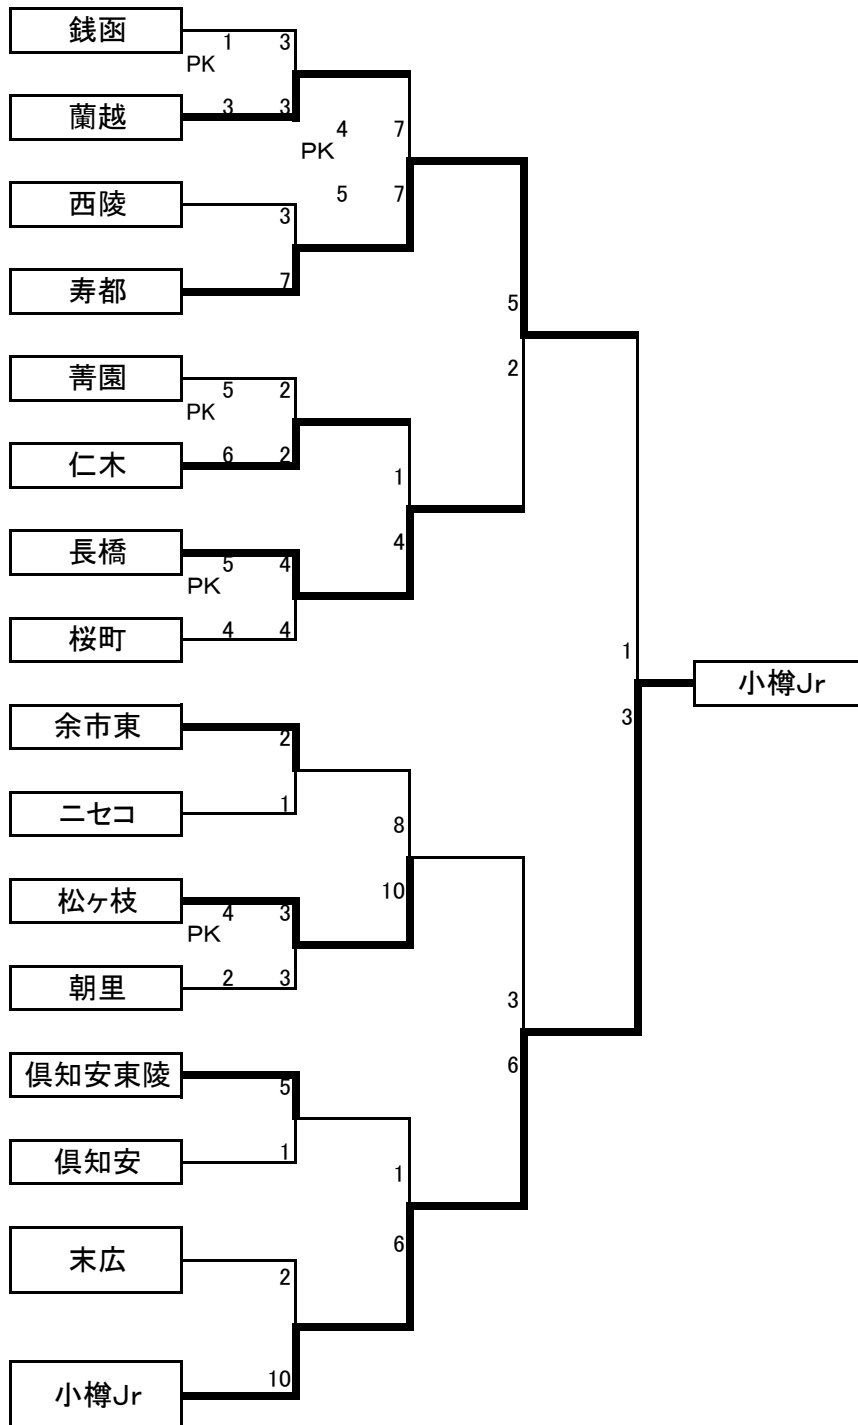 銭函
1 3
PK
蘭越
3 3
4 7
PK
西陵
5 7
3
寿都
7
5
菁園
5 2
2
PK
仁木
6 2
1
長橋
5 4
4
PK
桜町
4 4
1
小樽Jr
余市東
2
3
ニセコ
1
8
松ヶ枝
4 3
10
PK
朝里
2 3
3
倶知安東陵
5
6
倶知安
1
1
末広
2
6
小樽Jr
10